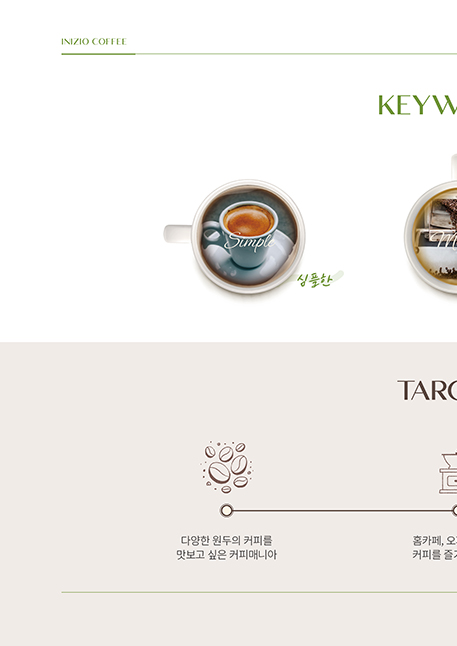 INIZIO COFFEE
KEYW
Simple
M
심플한
TARG
다양한 원두의 커피를
맛보고 싶은 커피매니아
홈카페, 오
커피를 즐기